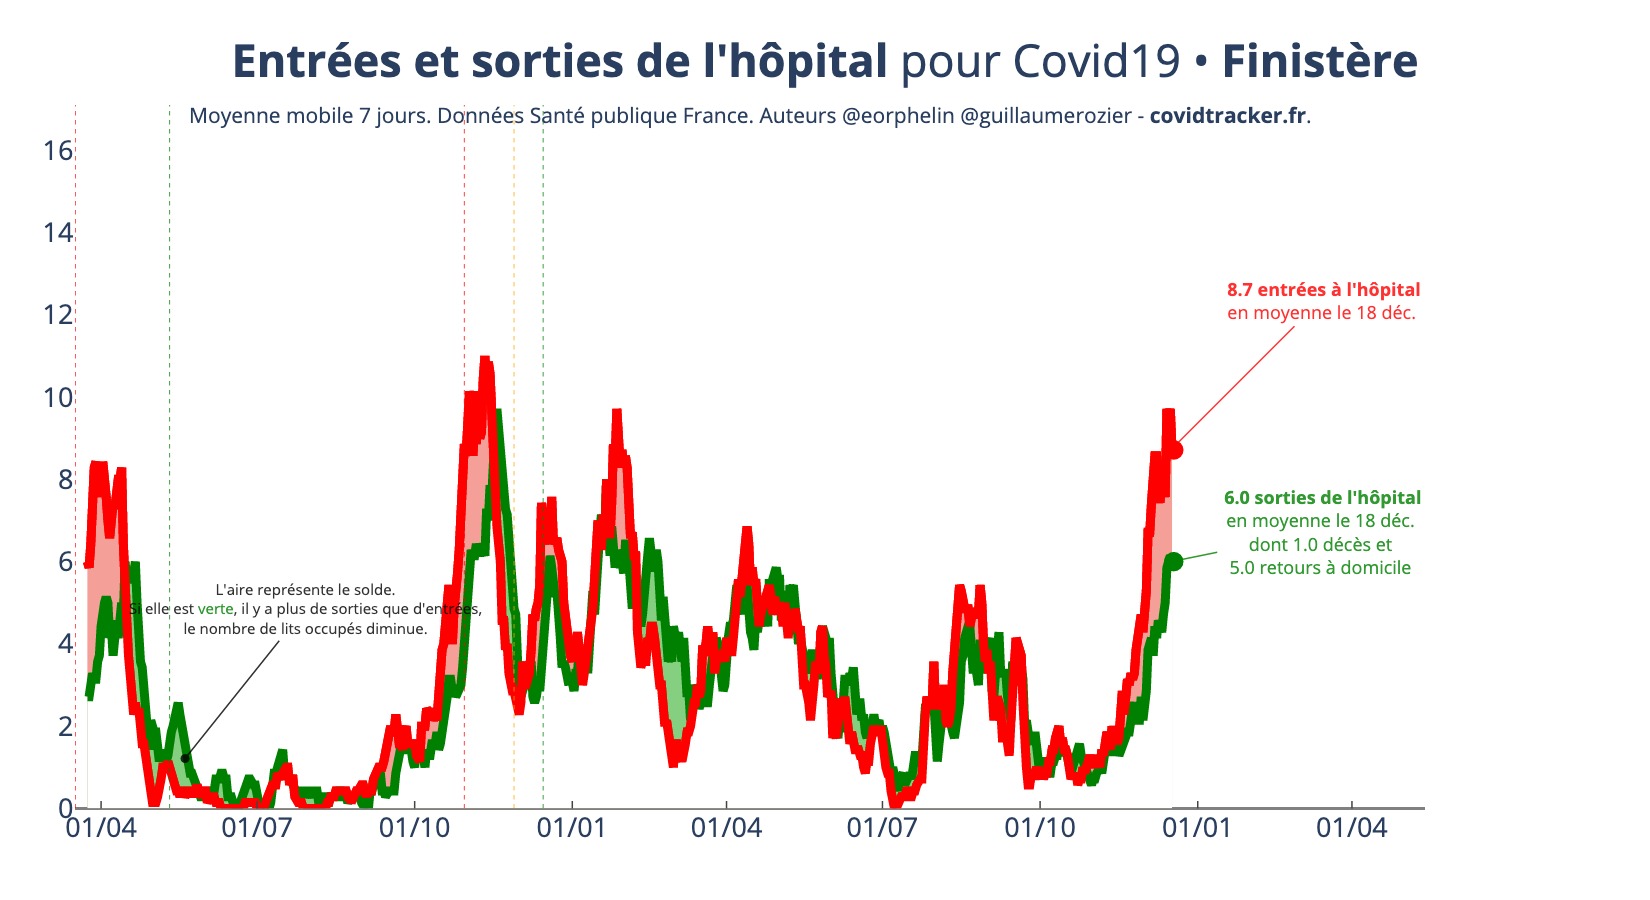 Entrées et sorties de l'hôpital pour Covid19 • Finistère
Moyenne mobile 7 jours. Données Santé publique France. Auteurs @eorphelin @guillaumerozier - covidtracker.fr.
16
14
12
10
8
6
4
2
0
8.7 entrées à l'hôpital
en moyenne le 18 déc.
6.0 sorties de l'hôpital
en moyenne le 18 déc.
dont 1.0 décès et
5.0 retours à domicile
L'aire représente le solde.
Si elle est verte, il y a plus de sorties que d'entrées,
le nombre de lits occupés diminue.
01/04 01/07 01/10 01/01 01/04 01/07 01/10 01/01 01/04